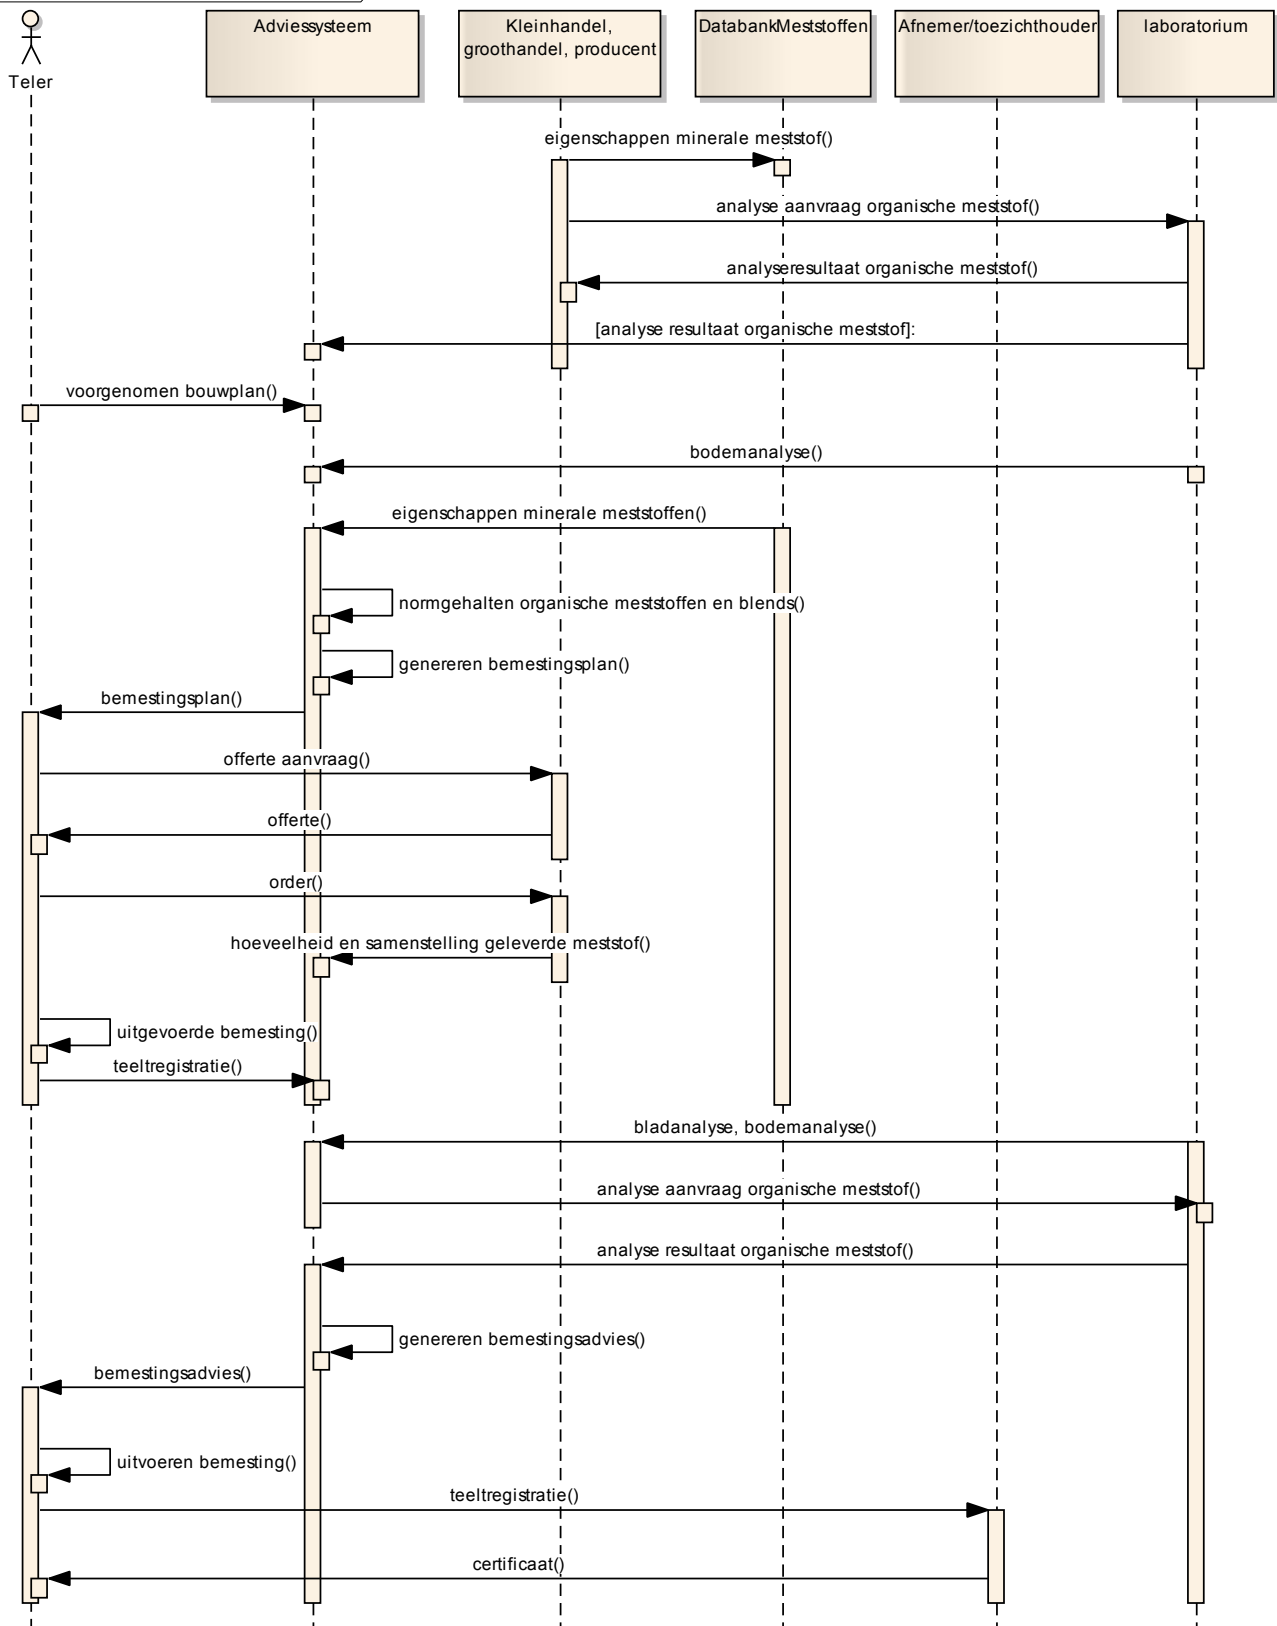 Adviessysteem
Kleinhandel,
groothandel, producent
DatabankMeststoffen
Afnemer/toezichthouder
laboratorium
Teler
eigenschappen minerale meststof()
analyse aanvraag organische meststof()
analyseresultaat organische meststof()
[analyse resultaat organische meststof]:
voorgenomen bouwplan()
bodemanalyse()
eigenschappen minerale meststoffen()
normgehalten organische meststoffen en blends()
genereren bemestingsplan()
bemestingsplan()
offerte aanvraag()
offerte()
order()
hoeveelheid en samenstelling geleverde meststof()
uitgevoerde bemesting()
teeltregistratie()
bladanalyse, bodemanalyse()
analyse aanvraag organische meststof()
analyse resultaat organische meststof()
genereren bemestingsadvies()
bemestingsadvies()
uitvoeren bemesting()
teeltregistratie()
certificaat()